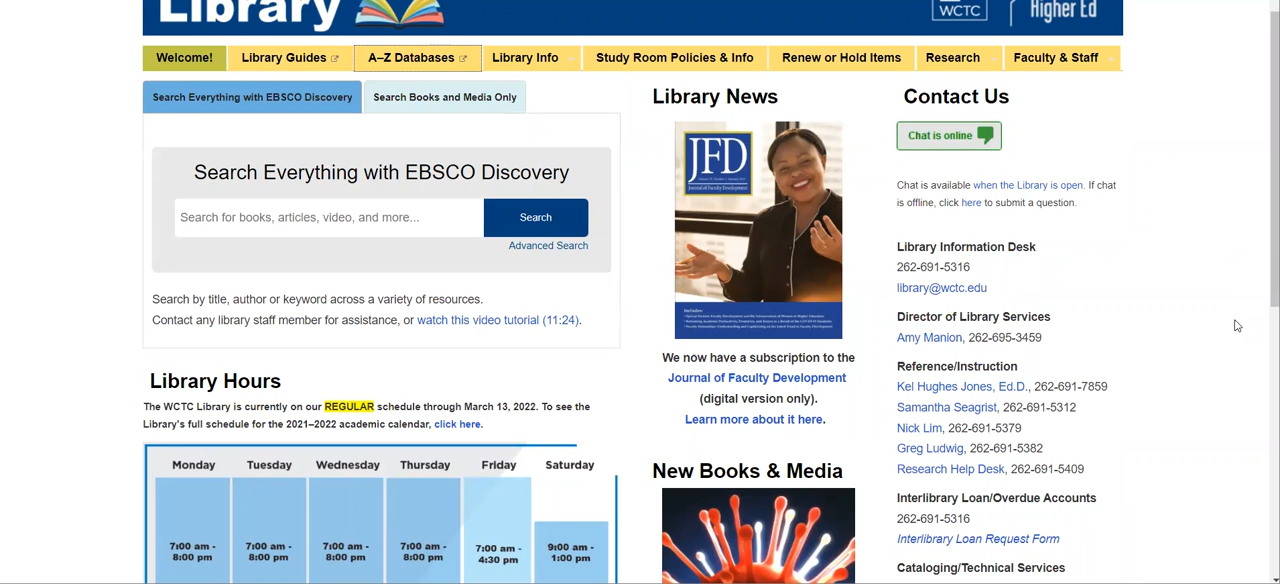 Library
WCTC
Higher Ed
Welcome!
Library Guides
A–Z Databases
Library Info
Study Room Policies & Info
Renew or Hold Items
Research
Faculty & Staff
Search Everything with EBSCO Discovery
Search Books and Media Only
Search Everything with EBSCO Discovery
Search for books, articles, video, and more...
Search
Advanced Search
Search by title, author or keyword across a variety of resources.
Contact any library staff member for assistance, or watch this video tutorial (11:24).
Library Hours
The WCTC Library is currently on our REGULAR schedule through March 13, 2022. To see the
Library's full schedule for the 2021–2022 academic calendar, click here.
Monday
Tuesday
Wednesday
Thursday
Friday
Saturday
7:00 am -
8:00 pm
7:00 am -
8:00 pm
7:00 am -
8:00 pm
7:00 am -
8:00 pm
7:00 am -
4:30 pm
9:00 am -
1:00 pm
Library News
JFD
Journal of Faculty Development
Includes:
We now have a subscription to the
Journal of Faculty Development
(digital version only).
Learn more about it here.
New Books & Media
Contact Us
Chat is online
Chat is available when the Library is open. If chat
is offline, click here to submit a question.
Library Information Desk
262-691-5316
library@wctc.edu
Director of Library Services
Amy Manion, 262-695-3459
Reference/Instruction
Kel Hughes Jones, Ed.D., 262-691-7859
Samantha Seagrist, 262-691-5312
Nick Lim, 262-691-5379
Greg Ludwig, 262-691-5382
Research Help Desk, 262-691-5409
Interlibrary Loan/Overdue Accounts
262-691-5316
Interlibrary Loan Request Form
Cataloging/Technical Services